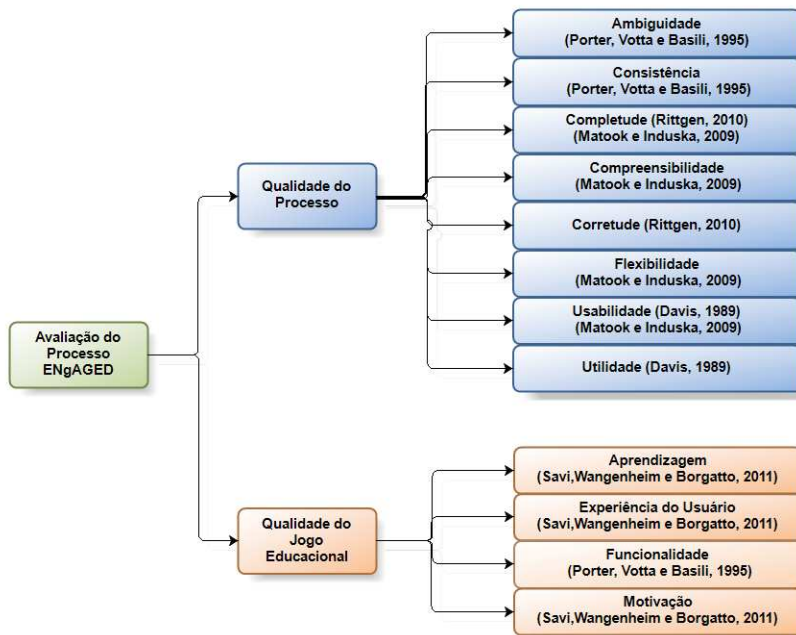 Ambiguidade
(Porter, Votta e Basili, 1995)
Consistência
(Porter, Votta e Basili, 1995)
Completude (Rittgen, 2010)
(Matook e Induska, 2009)
Compreensibilidade
(Matook e Induska, 2009)
Corretude (Rittgen, 2010)
Flexibilidade
(Matook e Induska, 2009)
Usabilidade (Davis, 1989)
(Matook e Induska, 2009)
Utilidade (Davis, 1989)
Qualidade do
Processo
Avaliação do
Processo
ENgAGED
Qualidade do
Jogo
Educacional
Aprendizagem
(Savi,Wangenheim e Borgatto, 2011)
Experiência do Usuário
(Savi,Wangenheim e Borgatto, 2011)
Funcionalidade
(Porter, Votta e Basili, 1995)
Motivação
(Savi,Wangenheim e Borgatto, 2011)